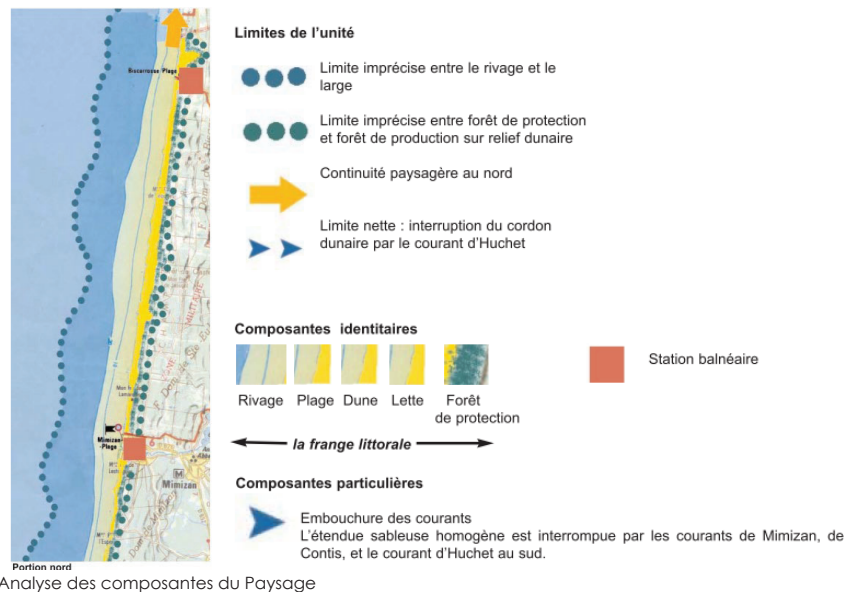 Limites de l'unité
Limite imprécise entre le rivage et le
large
Limite imprécise entre forêt de protection
et forêt de production sur relief dunaire
Continuité paysagère au nord
Limite nette : interruption du cordon
dunaire par le courant d'Huchet
Biscarrosse-Plage
MILITAIRE
Mimizan
-Plage
Mimizan
Portion nord
Composantes identitaires
Station balnéaire
Rivage Plage Dune Lette Forêt
de protection
la frange littorale
Composantes particulières
Embouchure des courants
L'étendue sableuse homogène est interrompue par les courants de Mimizan, de
Contis, et le courant d'Huchet au sud.
Analyse des composantes du Paysage